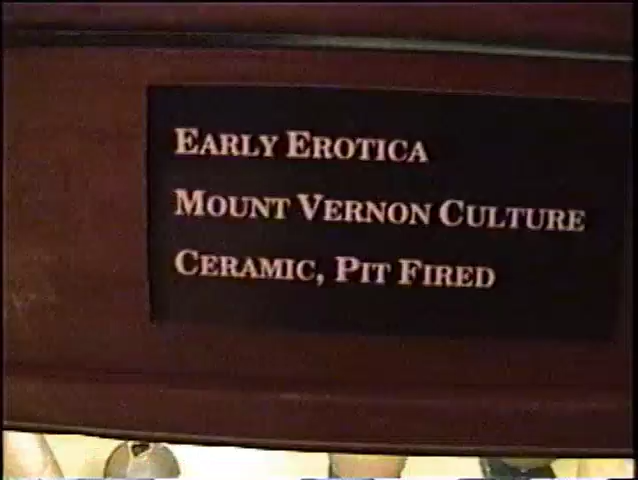 EARLY EROTICA
MOUNT VERNON CULTURE
CERAMIC, PIT FIRED